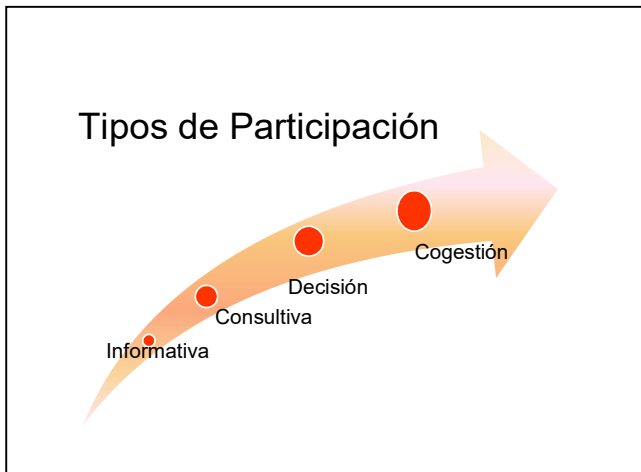 Tipos de Participación
Cogestión
Decisión
Consultiva
Informativa